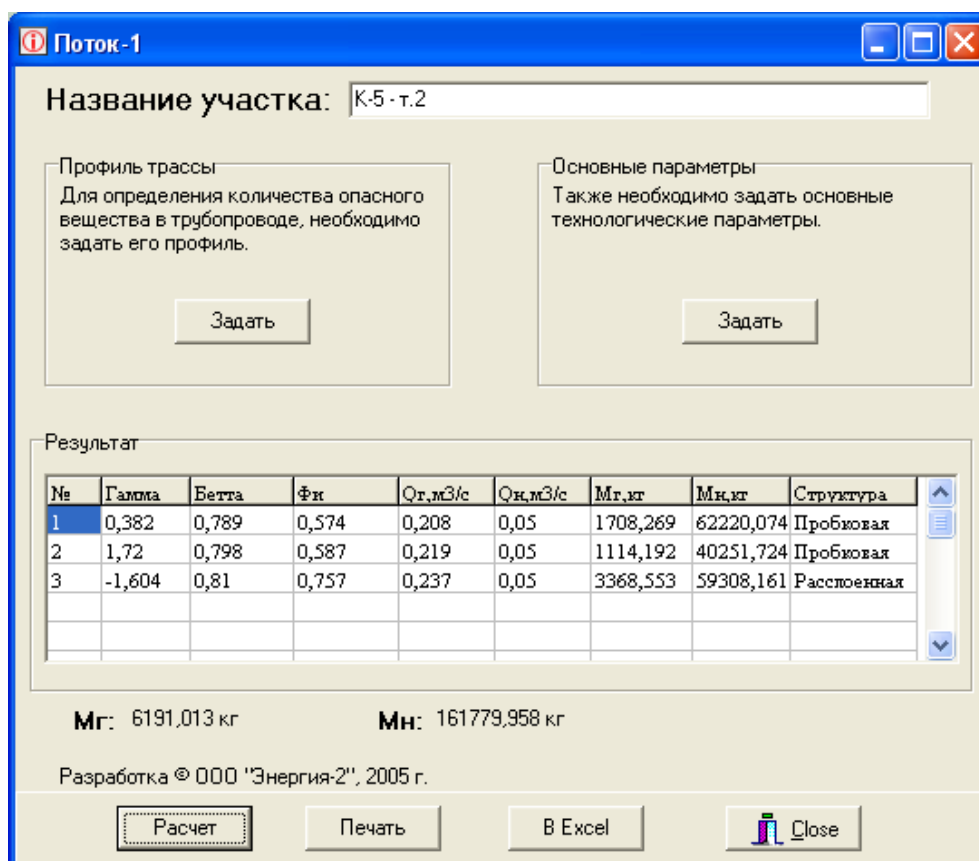 Поток-1
Название участка: К-5 - т.2
Профиль трассы
Для определения количества опасного
вещества в трубопроводе, необходимо
задать его профиль.
Задать
Основные параметры
Также необходимо задать основные
технологические параметры.
Задать
Результат
№ Гамма Бетта Фи Qг,м3/с Qн,м3/с Мг,кг Мн,кг Структура
1 0,382 0,789 0,574 0,208 0,05 1708,269 62220,074 Пробковая
2 1,72 0,798 0,587 0,219 0,05 1114,192 40251,724 Пробковая
3 -1,604 0,81 0,757 0,237 0,05 3368,553 59308,161 Расслоенная
Мг: 6191,013 кг Мн: 161779,958 кг
Разработка © ООО "Энергия-2", 2005 г.
Расчет Печать В Excel Close